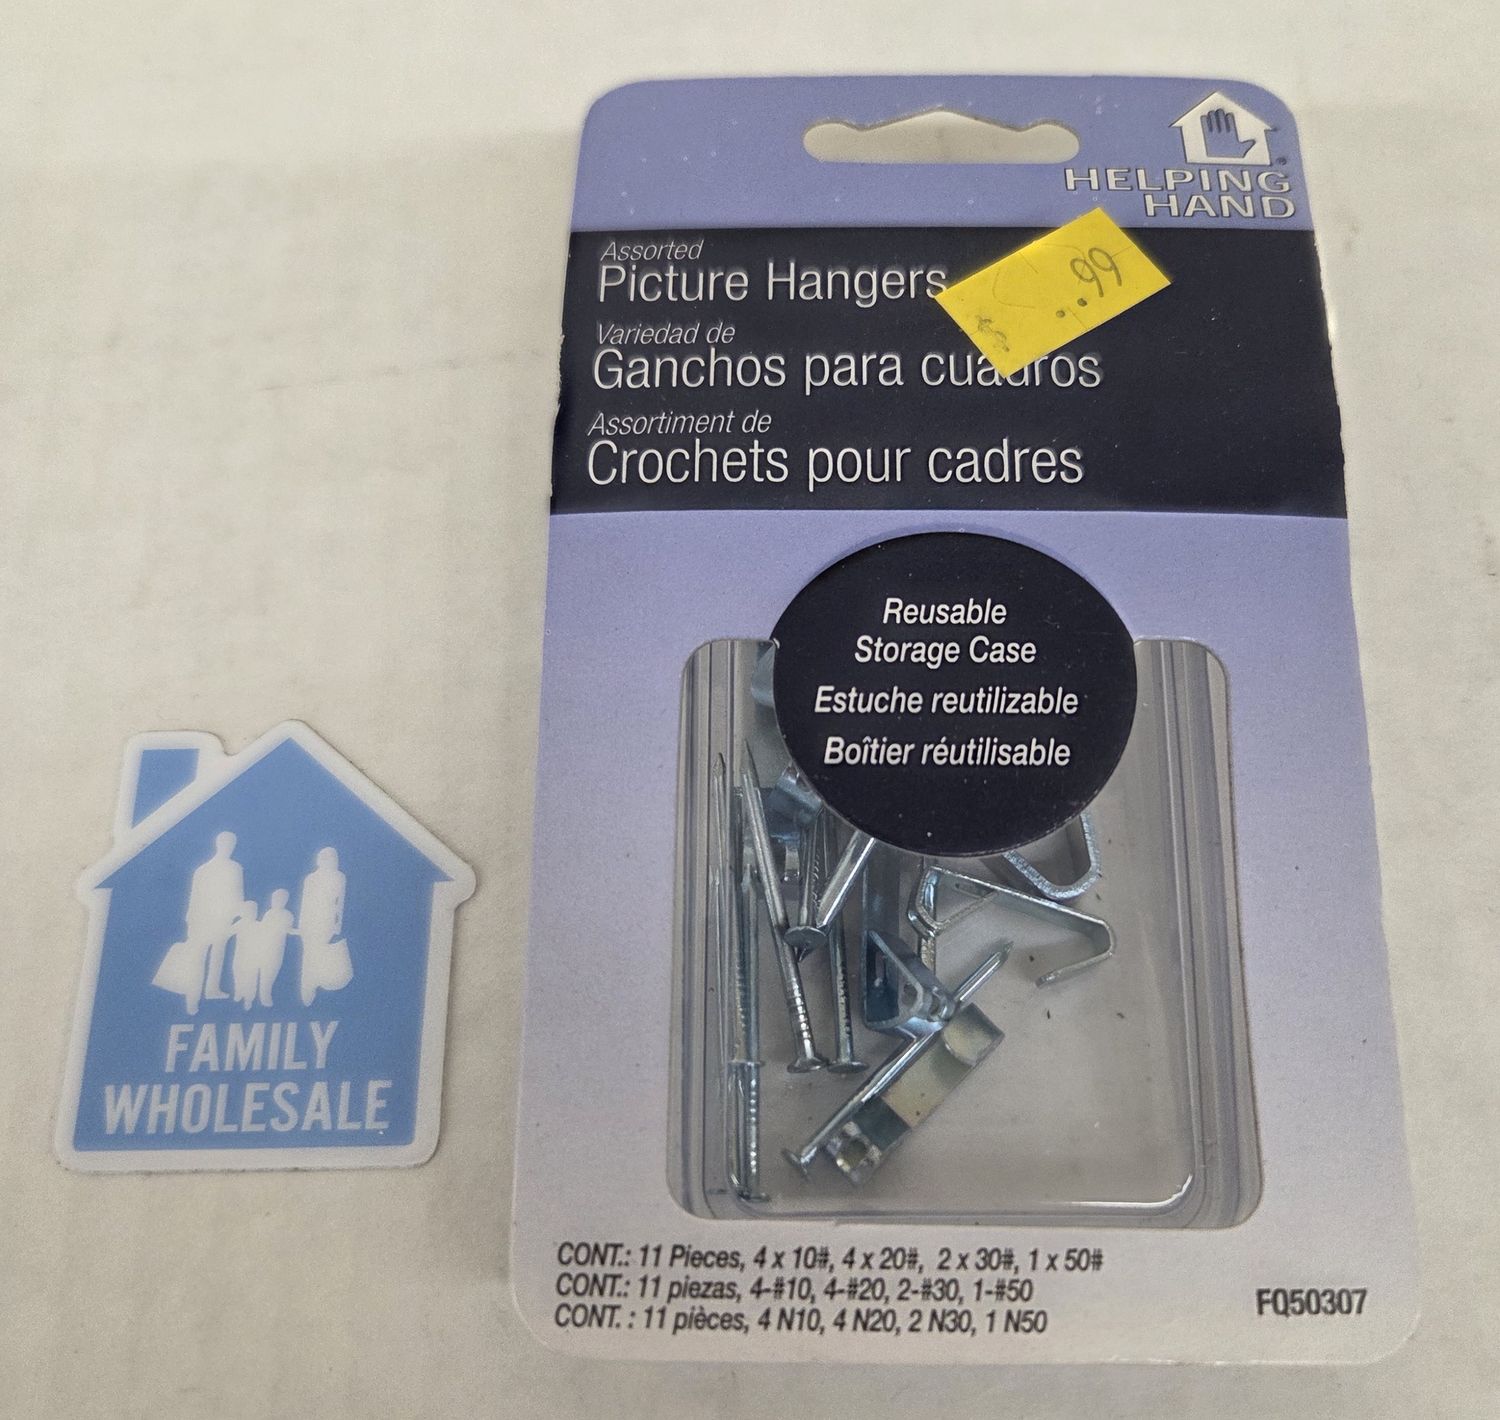 HELPING
HAND
Assorted
Picture Hangers
.99
Variedad de
Ganchos para cuadros
Assortiment de
Crochets pour cadres
Reusable
Storage Case
Estuche reutilizable
Boîtier réutilisable
FAMILY
WHOLESALE
CONT.: 11 Pieces, 4 x 10#, 4 x 20#, 2 x 30#, 1 x 50#
CONT.: 11 piezas, 4-#10, 4-#20, 2-#30, 1-#50
CONT. : 11 pièces, 4 N10, 4 N20, 2 N30, 1 N50
FQ50307